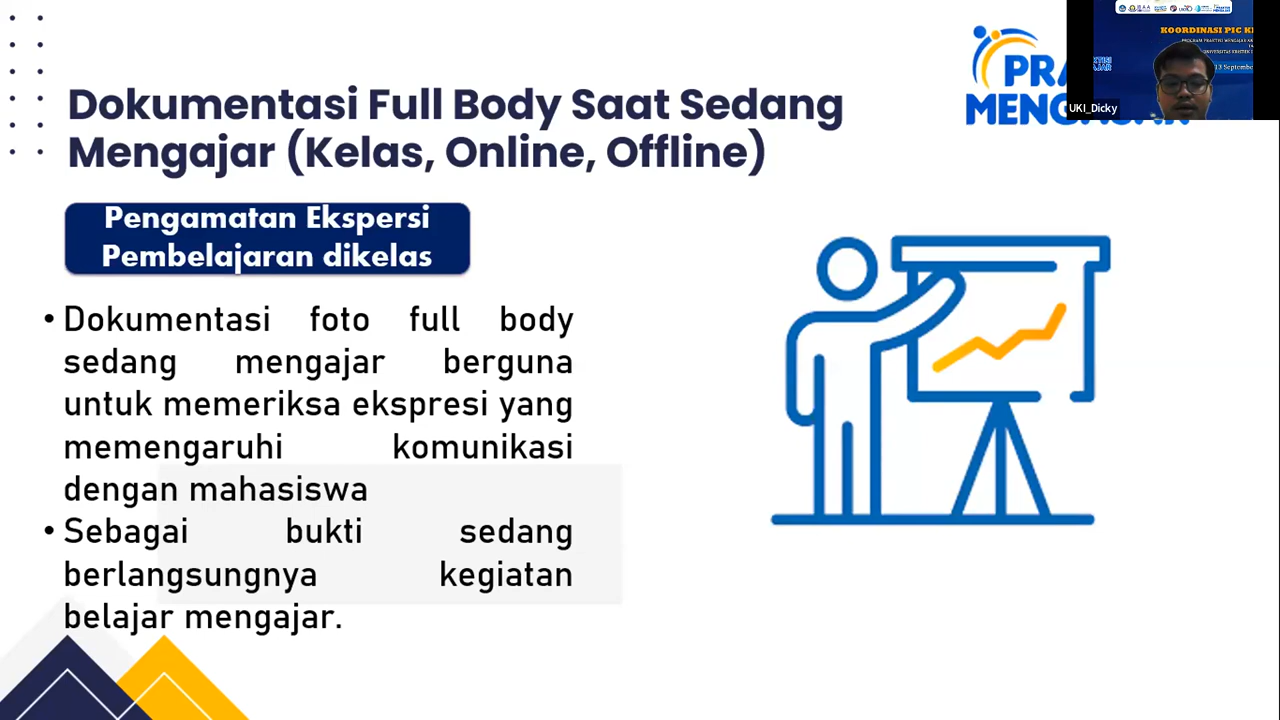 Dokumentasi Full Body Saat Sedang
Mengajar (Kelas, Online, Offline)
Pengamatan Ekspersi
Pembelajaran dikelas
• Dokumentasi foto full body
sedang mengajar berguna
untuk memeriksa ekspresi yang
memengaruhi komunikasi
dengan mahasiswa
• Sebagai bukti sedang
berlangsungnya kegiatan
belajar mengajar.
KOORDINASI PIC
UKI_Dicky